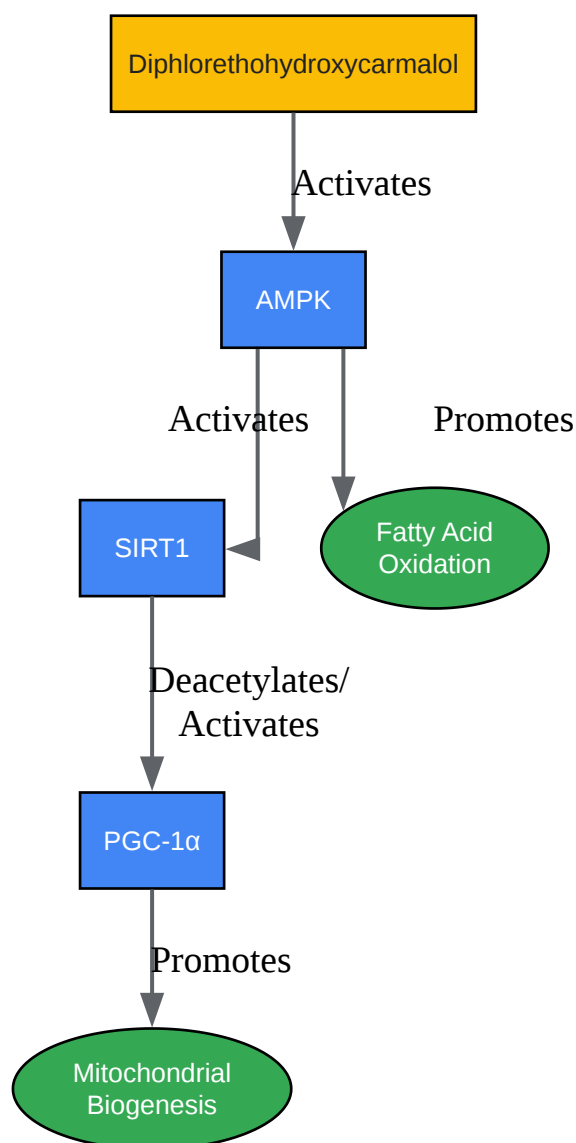 Diphlorethohydroxycarmalol
Activates
AMPK
Activates
Promotes
SIRT1
Fatty Acid
Oxidation
Deacetylates/
Activates
PGC-1α
Promotes
Mitochondrial
Biogenesis